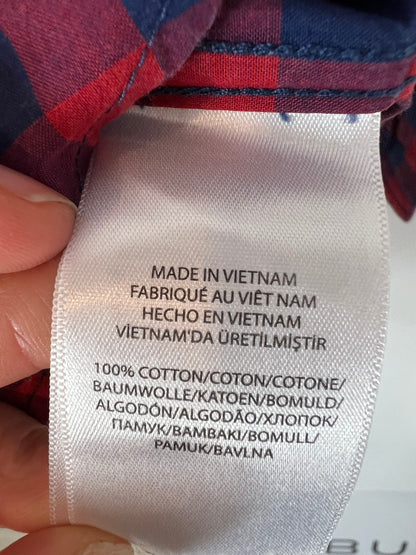 MADE IN VIETNAM
FABRIQUÉ AU VIÊT NAM
HECHO EN VIETNAM
VİETNAM'DA ÜRETİLMİŞTİR
100% COTTON/COTON/COTONE/
BAUMWOLLE/KATOEN/BOMULD/
ALGODÓN/ALGODÃO/ХЛОПОК/
ПАМУК/BAMBAKI/BOMULL/
PAMUK/BAVLNA
BU